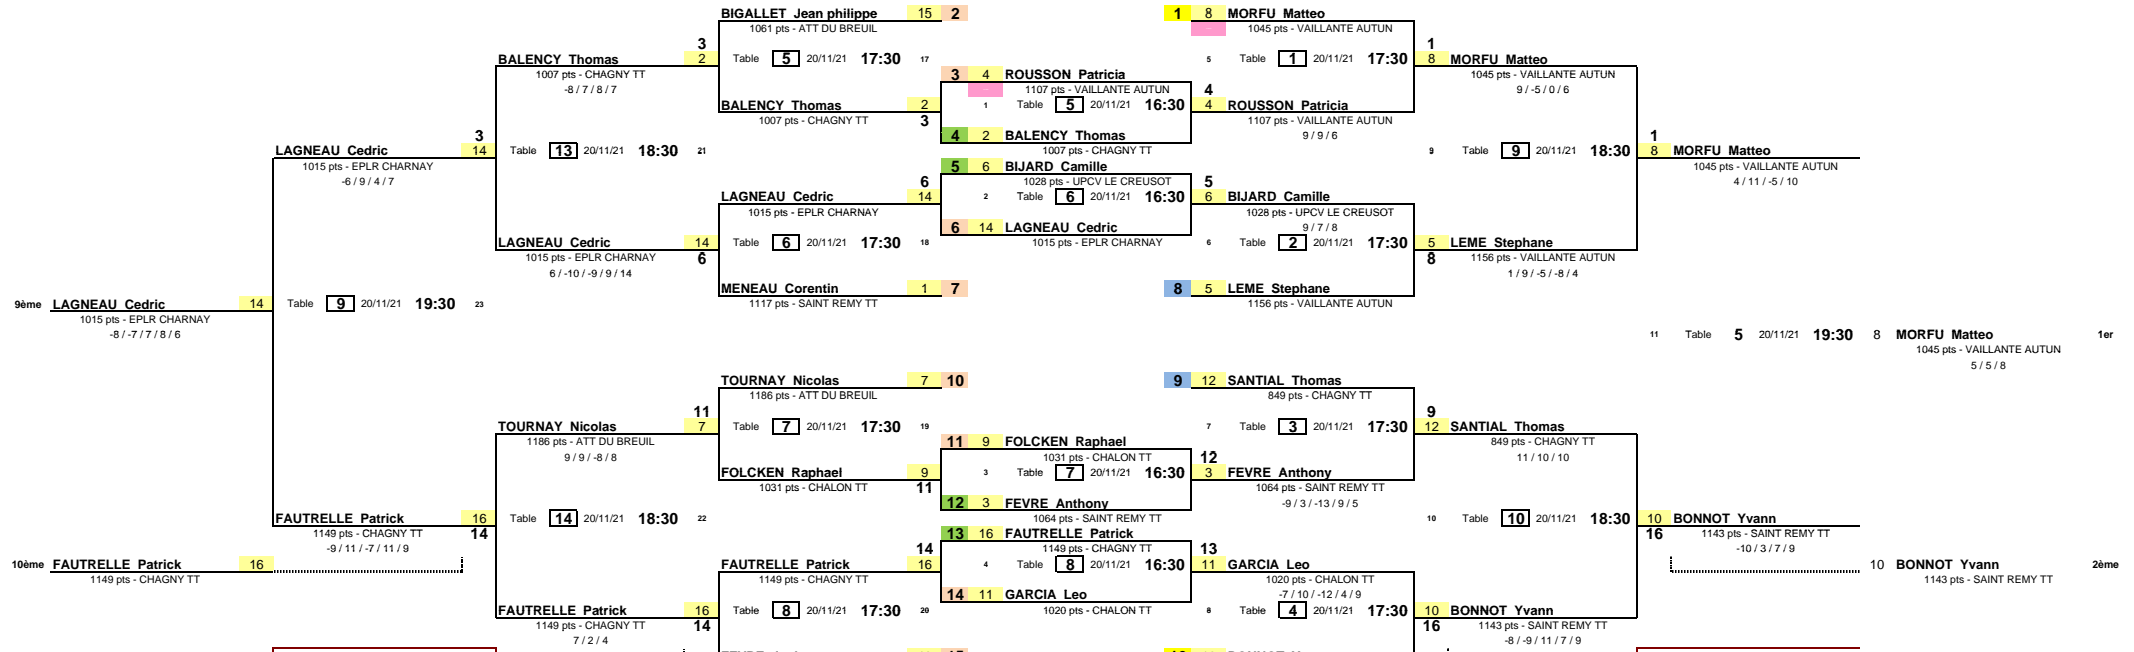 BIGALLET Jean philippe 15 2 1 8 MORFU Matteo
1061 pts - ATT DU BREUIL 1045 pts - VAILLANTE AUTUN
3 1
BALENCY Thomas 2 Table 5 20/11/21 17:30 17 5 Table 1 20/11/21 17:30 8 MORFU Matteo
1007 pts - CHAGNY TT 3 4 ROUSSON Patricia 1045 pts - VAILLANTE AUTUN
-8 / 7 / 8 / 7 1107 pts - VAILLANTE AUTUN 4 9 / -5 / 0 / 6
BALENCY Thomas 2 1 Table 5 20/11/21 16:30 4 ROUSSON Patricia
1007 pts - CHAGNY TT 3 1107 pts - VAILLANTE AUTUN
3 4 2 BALENCY Thomas 9 / 9 / 6 1
LAGNEAU Cedric 14 Table 13 20/11/21 18:30 21 1007 pts - CHAGNY TT 9 Table 9 20/11/21 18:30 8 MORFU Matteo
1015 pts - EPLR CHARNAY 5 6 BIJARD Camille 1045 pts - VAILLANTE AUTUN
-6 / 9 / 4 / 7 6 1028 pts - UPCV LE CREUSOT 5 4 / 11 / -5 / 10
LAGNEAU Cedric 14 2 Table 6 20/11/21 16:30 6 BIJARD Camille
1015 pts - EPLR CHARNAY 1028 pts - UPCV LE CREUSOT
6 14 LAGNEAU Cedric 9 / 7 / 8
LAGNEAU Cedric 14 Table 6 20/11/21 17:30 18 1015 pts - EPLR CHARNAY 6 Table 2 20/11/21 17:30 5 LEME Stephane
1015 pts - EPLR CHARNAY 6 8 1156 pts - VAILLANTE AUTUN
6 / -10 / -9 / 9 / 14 1 / 9 / -5 / -8 / 4
MENEAU Corentin 1 7 8 5 LEME Stephane
9ème LAGNEAU Cedric 14 Table 9 20/11/21 19:30 23 1117 pts - SAINT REMY TT 1156 pts - VAILLANTE AUTUN
1015 pts - EPLR CHARNAY
-8 / -7 / 7 / 8 / 6 11 Table 5 20/11/21 19:30 8 MORFU Matteo 1er
1045 pts - VAILLANTE AUTUN
5 / 5 / 8
TOURNAY Nicolas 7 10 9 12 SANTIAL Thomas
1186 pts - ATT DU BREUIL 849 pts - CHAGNY TT
11 9
TOURNAY Nicolas 7 Table 7 20/11/21 17:30 19 7 Table 3 20/11/21 17:30 12 SANTIAL Thomas
1186 pts - ATT DU BREUIL 11 9 FOLCKEN Raphael 849 pts - CHAGNY TT
9 / 9 / -8 / 8 1031 pts - CHALON TT 12 11 / 10 / 10
FOLCKEN Raphael 9 3 Table 7 20/11/21 16:30 3 FEVRE Anthony
1031 pts - CHALON TT 11 1064 pts - SAINT REMY TT
12 3 FEVRE Anthony -9 / 3 / -13 / 9 / 5
FAUTRELLE Patrick 16 Table 14 20/11/21 18:30 22 1064 pts - SAINT REMY TT 10 Table 10 20/11/21 18:30 10 BONNOT Yvann
1149 pts - CHAGNY TT 14 13 16 FAUTRELLE Patrick 16 1143 pts - SAINT REMY TT
-9 / 11 / -7 / 11 / 9 14 1149 pts - CHAGNY TT 13 -10 / 3 / 7 / 9
10ème FAUTRELLE Patrick 16 FAUTRELLE Patrick 16 4 Table 8 20/11/21 16:30 11 GARCIA Leo 10 BONNOT Yvann 2ème
1149 pts - CHAGNY TT 1149 pts - CHAGNY TT 1020 pts - CHALON TT 1143 pts - SAINT REMY TT
14 11 GARCIA Leo -7 / 10 / -12 / 4 / 9
FAUTRELLE Patrick 16 Table 8 20/11/21 17:30 20 1020 pts - CHALON TT 8 Table 4 20/11/21 17:30 10 BONNOT Yvann
1149 pts - CHAGNY TT 14 16 1143 pts - SAINT REMY TT
7 / 2 / 4 -8 / -9 / 11 / 7 / 9